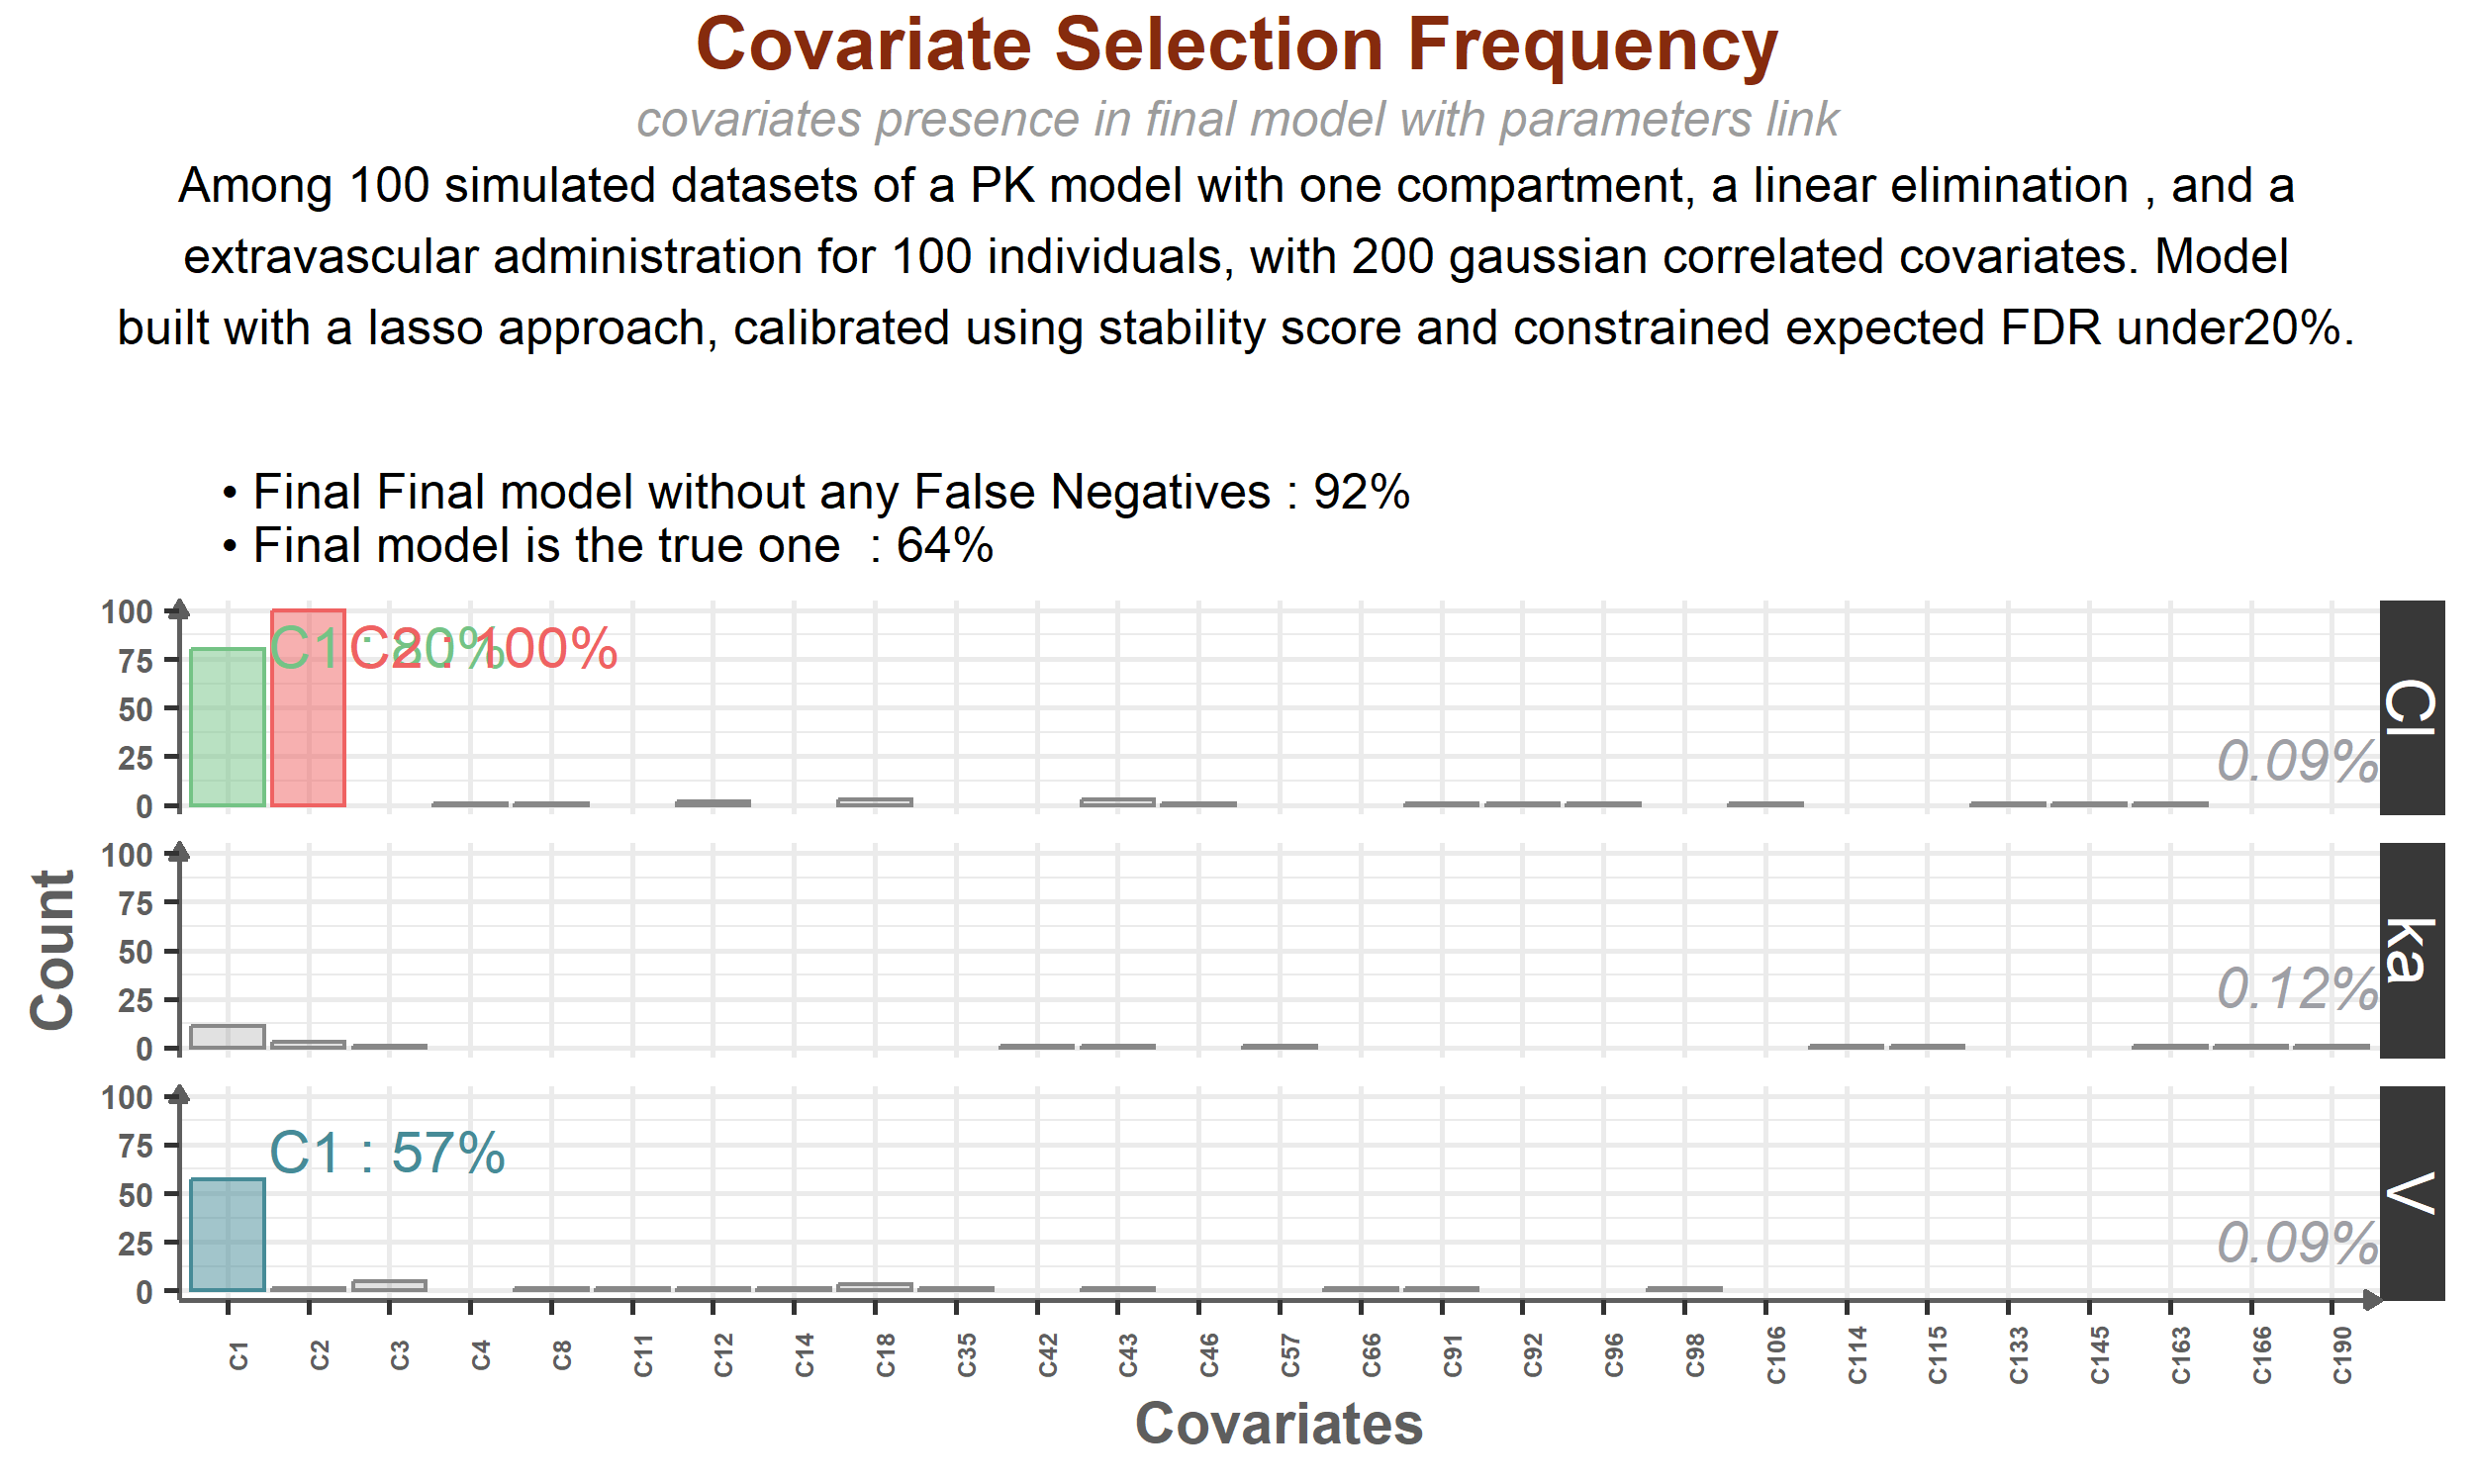 Covariate Selection Frequency
covariates presence in final model with parameters link
Among 100 simulated datasets of a PK model with one compartment, a linear elimination , and a
extravascular administration for 100 individuals, with 200 gaussian correlated covariates. Model
built with a lasso approach, calibrated using stability score and constrained expected FDR under20%.
• Final Final model without any False Negatives : 92%
• Final model is the true one  : 64%
100
75
50
25
0
C1 : 80%
C2 : 100%
0.09%
Cl
100
75
50
25
0
0.12%
ka
100
75
50
25
0
C1 : 57%
0.09%
V
Count
C1 C2 C3 C4 C8 C11 C12 C14 C18 C35 C42 C43 C46 C57 C66 C91 C92 C96 C98 C106 C114 C115 C133 C145 C163 C166 C190
Covariates